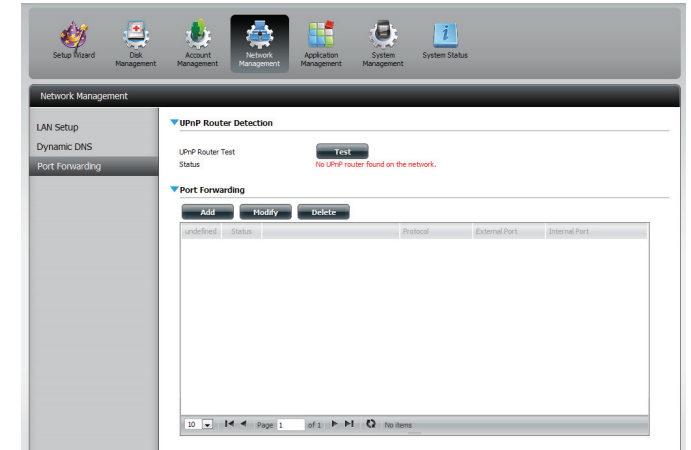 Setup Wizard
Disk Management
Account Management
Network Management
Application Management
System Management
System Status
Network Management
LAN Setup
Dynamic DNS
Port Forwarding
UPnP Router Detection
UPnP Router Test Test
Status No UPnP router found on the network.
Port Forwarding
Add Modify Delete
undefined Status Protocol External Port Internal Port
10 Page 1 of 1 No items